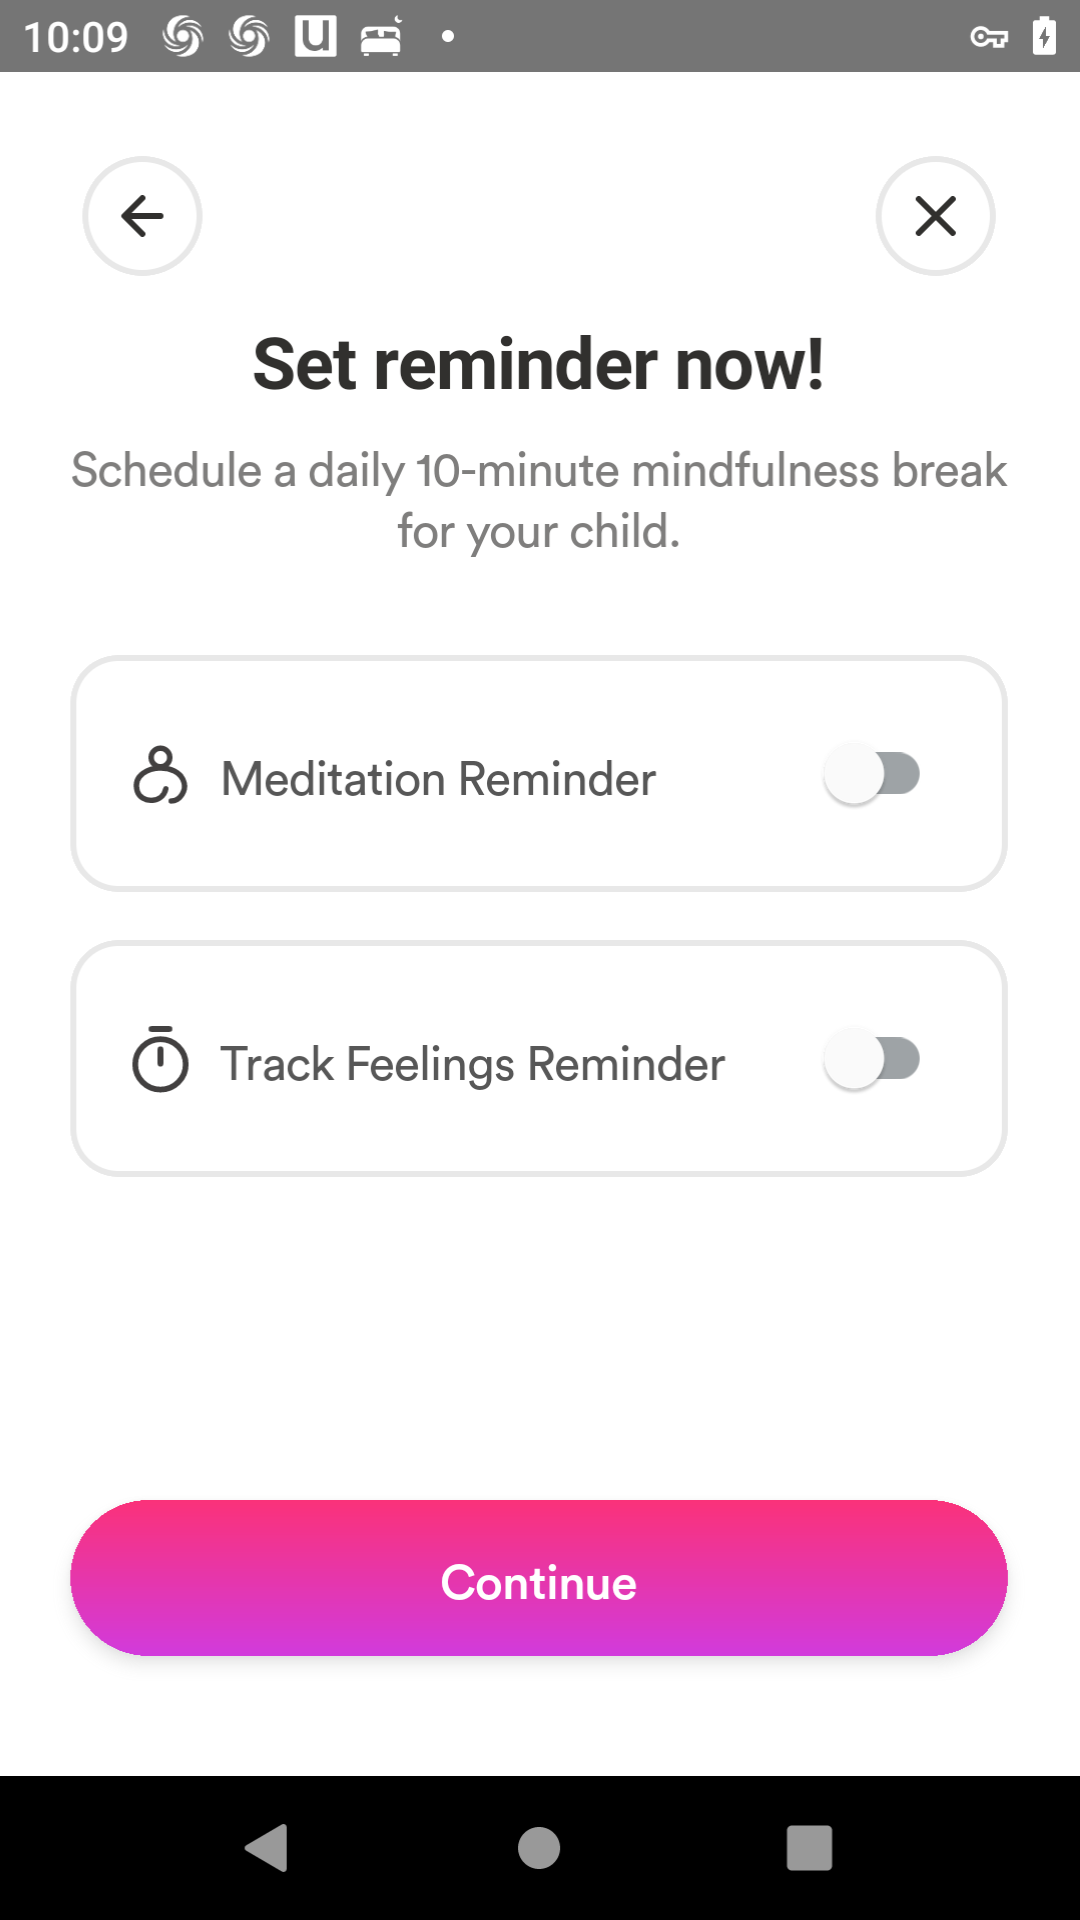 10:09
Set reminder now!
Schedule a daily 10-minute mindfulness break
for your child.
Meditation Reminder
Track Feelings Reminder
Continue